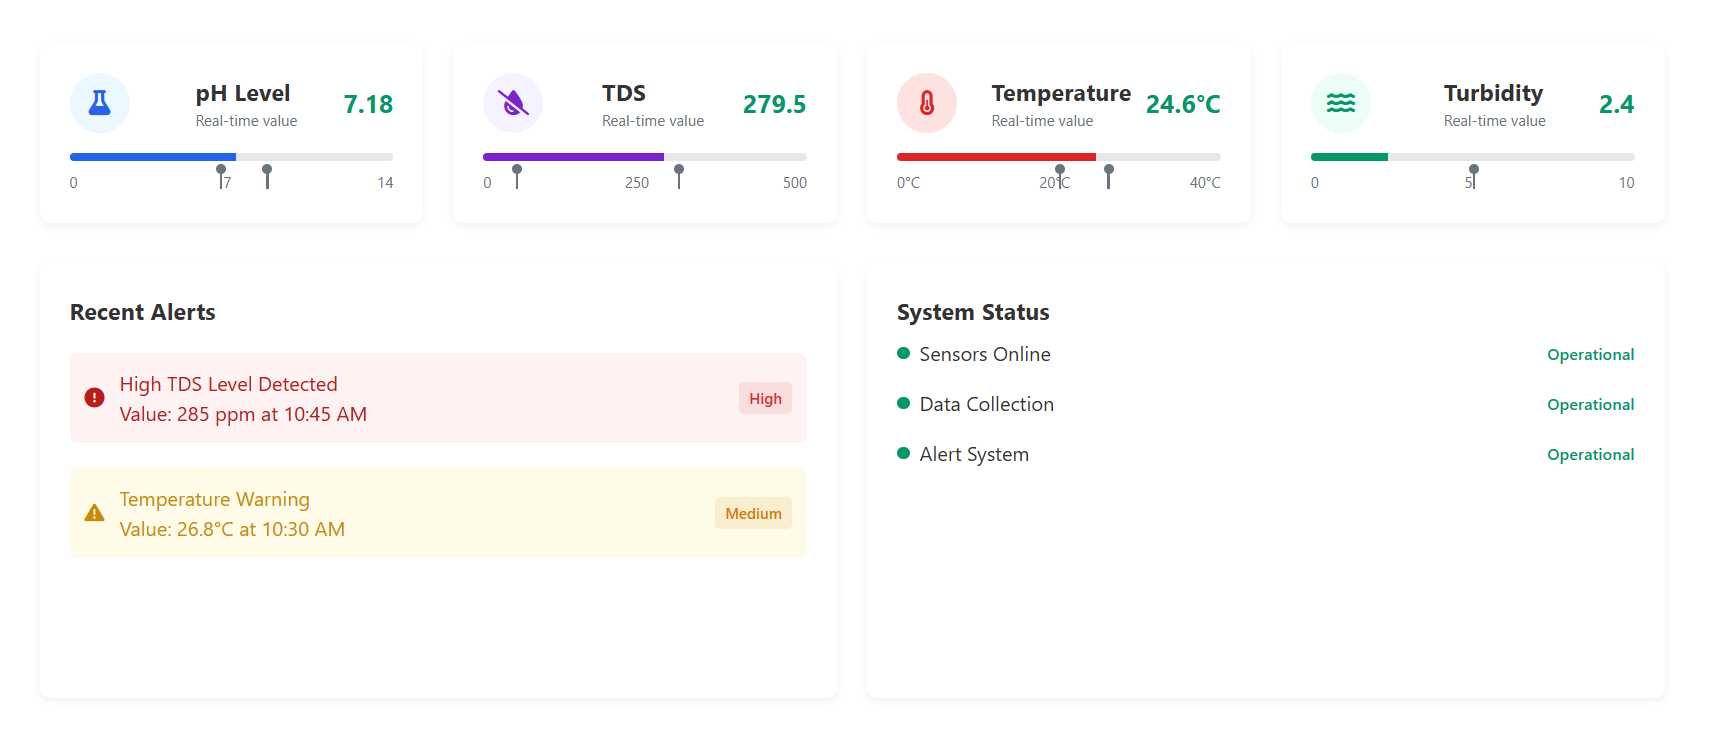 pH Level
Real-time value
7.18
0
7
14
TDS
Real-time value
279.5
0
250
500
Temperature
Real-time value
24.6°C
0°C
20°C
40°C
Turbidity
Real-time value
2.4
0
5
10
Recent Alerts
High TDS Level Detected
Value: 285 ppm at 10:45 AM
High
Temperature Warning
Value: 26.8°C at 10:30 AM
Medium
System Status
Sensors Online
Operational
Data Collection
Operational
Alert System
Operational